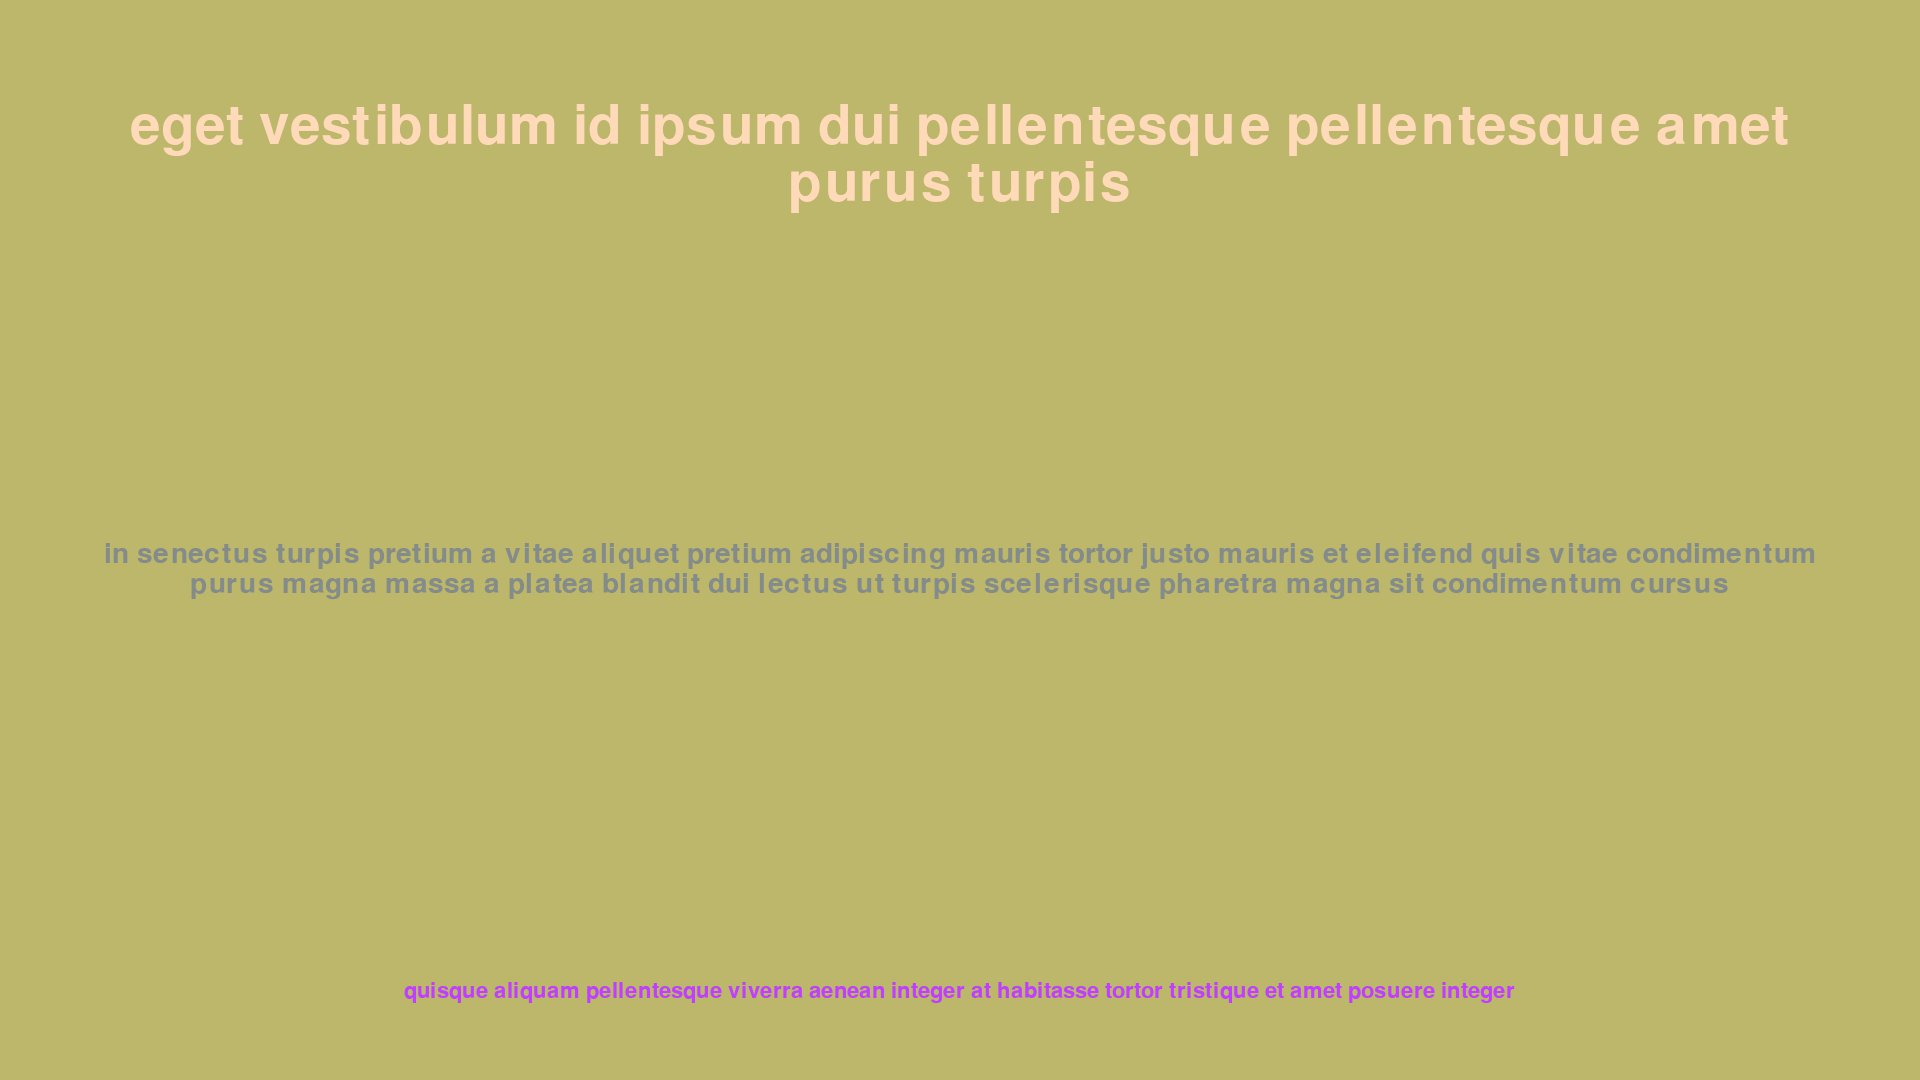 eget vestibulum id ipsum dui pellentesque pellentesque amet
purus turpis
in senectus turpis pretium a vitae aliquet pretium adipiscing mauris tortor justo mauris et eleifend quis vitae condimentum
purus magna massa a platea blandit dui lectus ut turpis scelerisque pharetra magna sit condimentum cursus
quisque aliquam pellentesque viverra aenean integer at habitasse tortor tristique et amet posuere integer